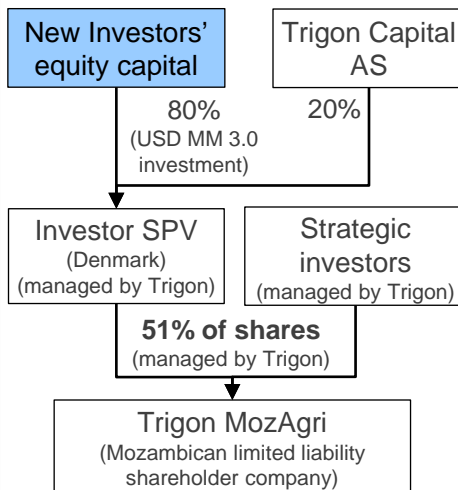 New Investors'
equity capital
Trigon Capital
AS
80%
(USD MM 3.0
investment)
20%
Investor SPV
(Denmark)
(managed by Trigon)
Strategic
investors
(managed by Trigon)
51% of shares
(managed by Trigon)
Trigon MozAgri
(Mozambican limited liability
shareholder company)